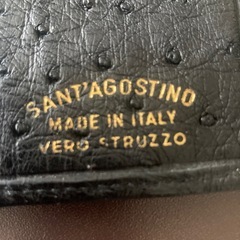 SANT'AGOSTINO
MADE IN ITALY
VERO STRUZZO